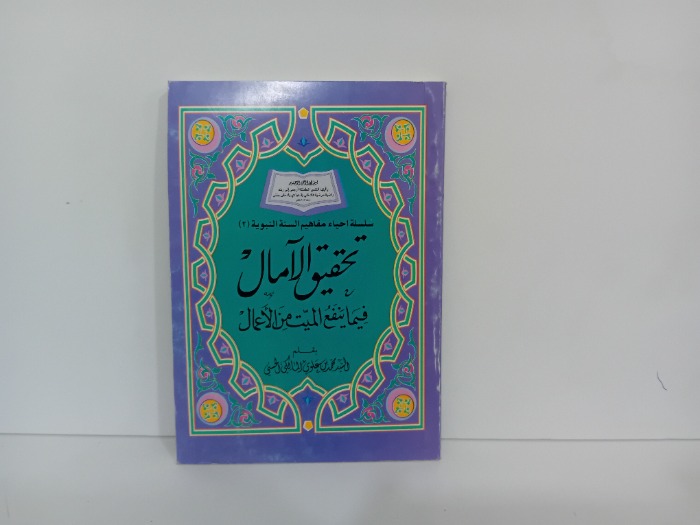 سلسلة احياء مفاهيم السنة النبوية (٢)
تحقيق الآمال
فيما ينفع الميت من الأعمال
بقلم
السيد محمد بن علوي المالكي الحسني